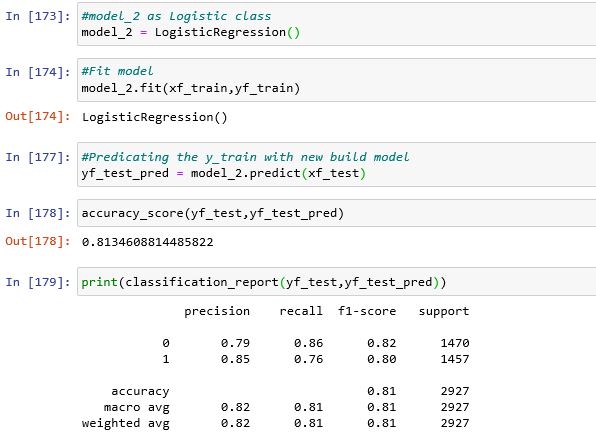 In [173]: #model_2 as Logistic class
model_2 = LogisticRegression()
In [174]: #Fit model
model_2.fit(xf_train,yf_train)
Out[174]: LogisticRegression()
In [177]: #Predicating the y_train with new build model
yf_test_pred = model_2.predict(xf_test)
In [178]: accuracy_score(yf_test,yf_test_pred)
Out[178]: 0.8134608814485822
In [179]: print(classification_report(yf_test,yf_test_pred))
precision recall f1-score support
0 0.79 0.86 0.82 1470
1 0.85 0.76 0.80 1457
accuracy 0.81 2927
macro avg 0.82 0.81 0.81 2927
weighted avg 0.82 0.81 0.81 2927